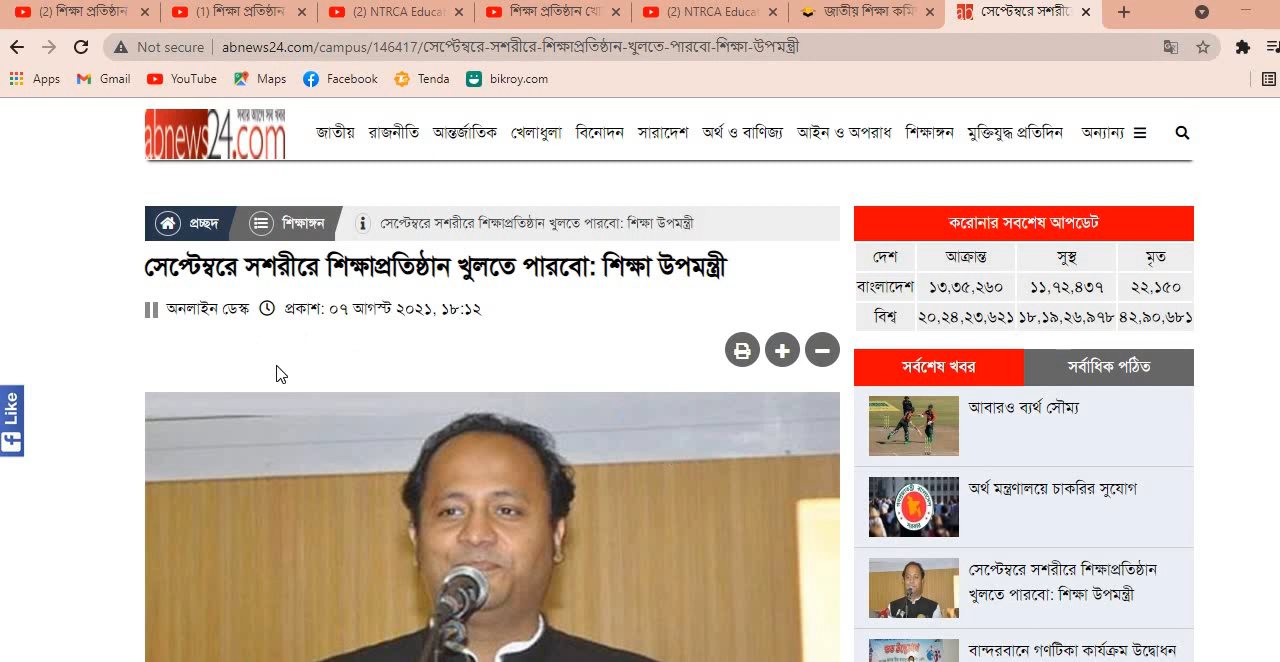 (2) শিক্ষা প্রতিষ্ঠান
(1) শিক্ষা প্রতিষ্ঠান
(2) NTRCA Educat
শিক্ষা প্রতিষ্ঠান খো
(2) NTRCA Educat
জাতীয় শিক্ষা কমি
সেপ্টেম্বরে সশরীরে
Not secure
abnews24.com/campus/146417/সেপ্টেম্বরে-সশরীরে-শিক্ষাপ্রতিষ্ঠান-খুলতে-পারবো-শিক্ষা-উপমন্ত্রী
Apps Gmail YouTube Maps Facebook Tenda bikroy.com
সবার আগে সব খবর
abnews24.com
জাতীয় রাজনীতি আন্তর্জাতিক খেলাধুলা বিনোদন সারাদেশ অর্থ ও বাণিজ্য আইন ও অপরাধ শিক্ষাঙ্গন মুক্তিযুদ্ধ প্রতিদিন অন্যান্য
প্রচ্ছদ শিক্ষাঙ্গন সেপ্টেম্বরে সশরীরে শিক্ষাপ্রতিষ্ঠান খুলতে পারবো: শিক্ষা উপমন্ত্রী
সেপ্টেম্বরে সশরীরে শিক্ষাপ্রতিষ্ঠান খুলতে পারবো: শিক্ষা উপমন্ত্রী
অনলাইন ডেস্ক প্রকাশ: ০৭ আগস্ট ২০২১, ১৮:১২
Like
করোনার সবশেষ আপডেট
দেশ আক্রান্ত সুস্থ মৃত
বাংলাদেশ ১৩,৩৫,২৬০ ১১,৭২,৪৩৭ ২২,১৫০
বিশ্ব ২০,২৪,২৩,৬২১ ১৮,১৯,২৬,৯৭৮ ৪২,৯০,৬৮১
সর্বশেষ খবর সর্বাধিক পঠিত
আবারও ব্যর্থ সৌম্য
অর্থ মন্ত্রণালয়ে চাকরির সুযোগ
সেপ্টেম্বরে সশরীরে শিক্ষাপ্রতিষ্ঠান
খুলতে পারবো: শিক্ষা উপমন্ত্রী
বান্দরবানে গণটিকা কার্যক্রম উদ্বোধন